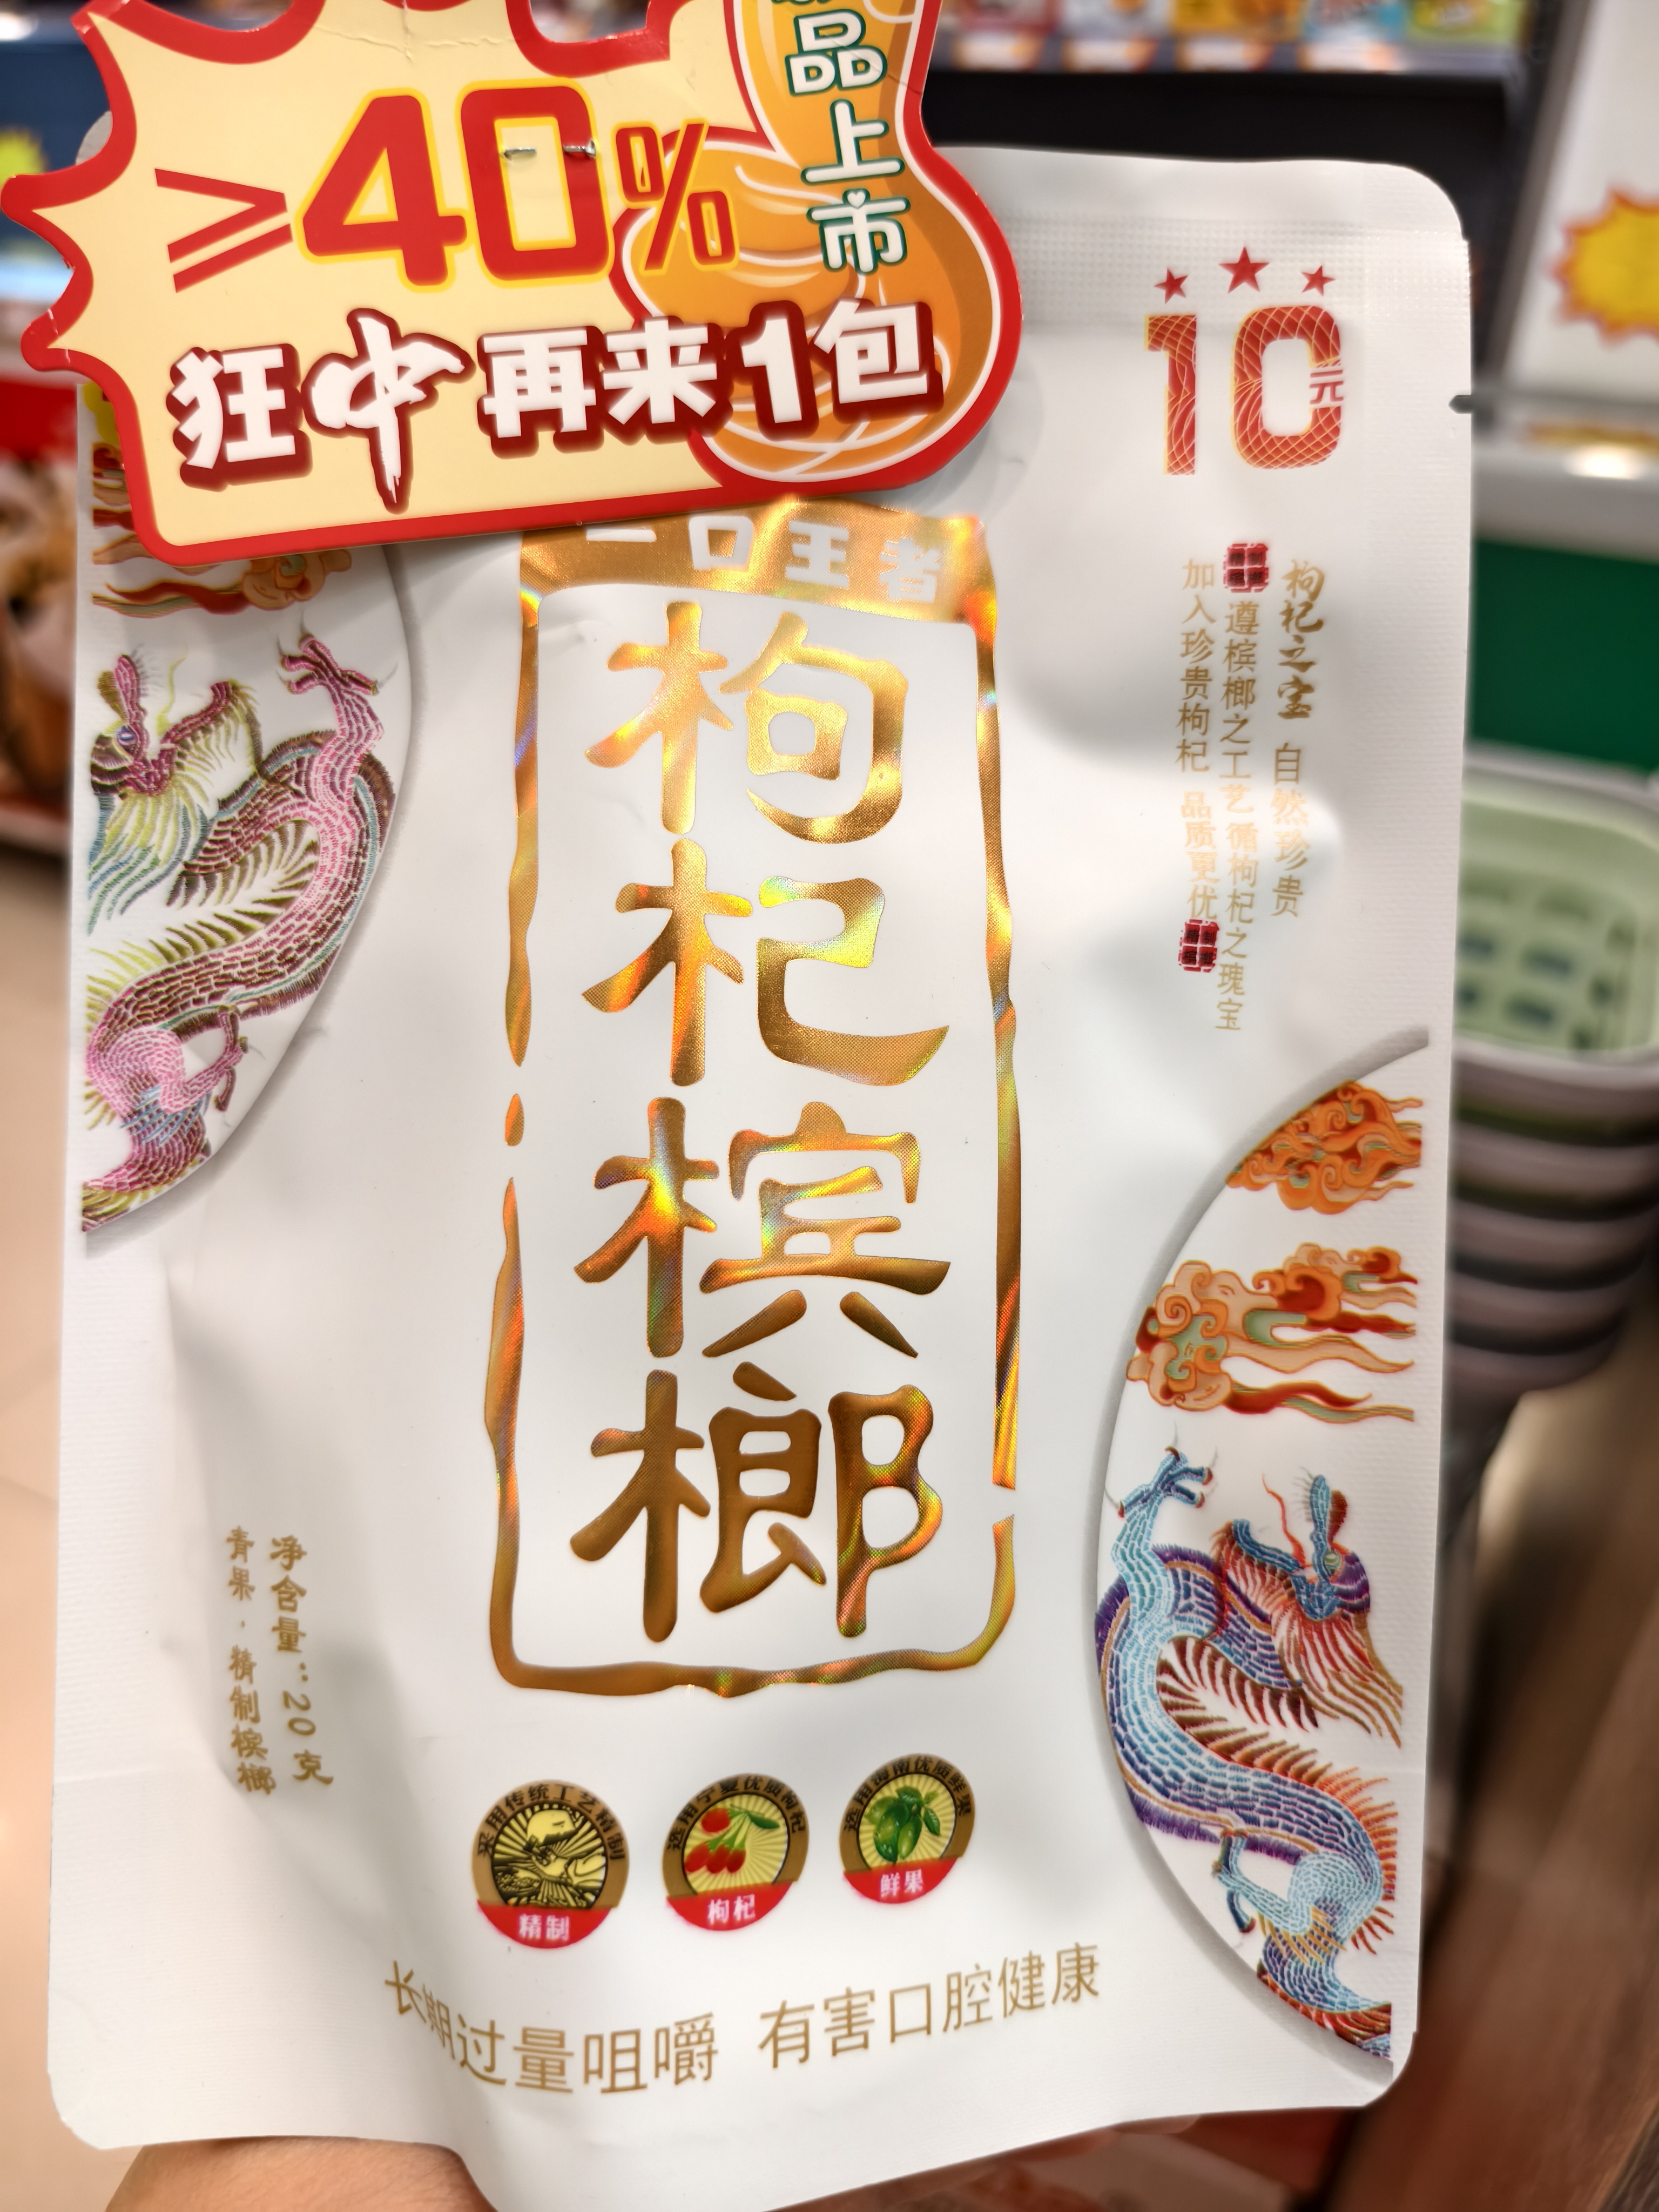 品上市
≥40%
狂中再来1包
10元
一口王者
枸杞槟榔
枸杞之宝 自然珍贵
遵槟榔之工艺循枸杞之瑰宝
加入珍贵枸杞 品质更优
净含量:20克
青果·精制槟榔
采用传统工艺精制
精制
选用宁夏优质枸杞
枸杞
选用海南优质鲜果
鲜果
长期过量咀嚼 有害口腔健康